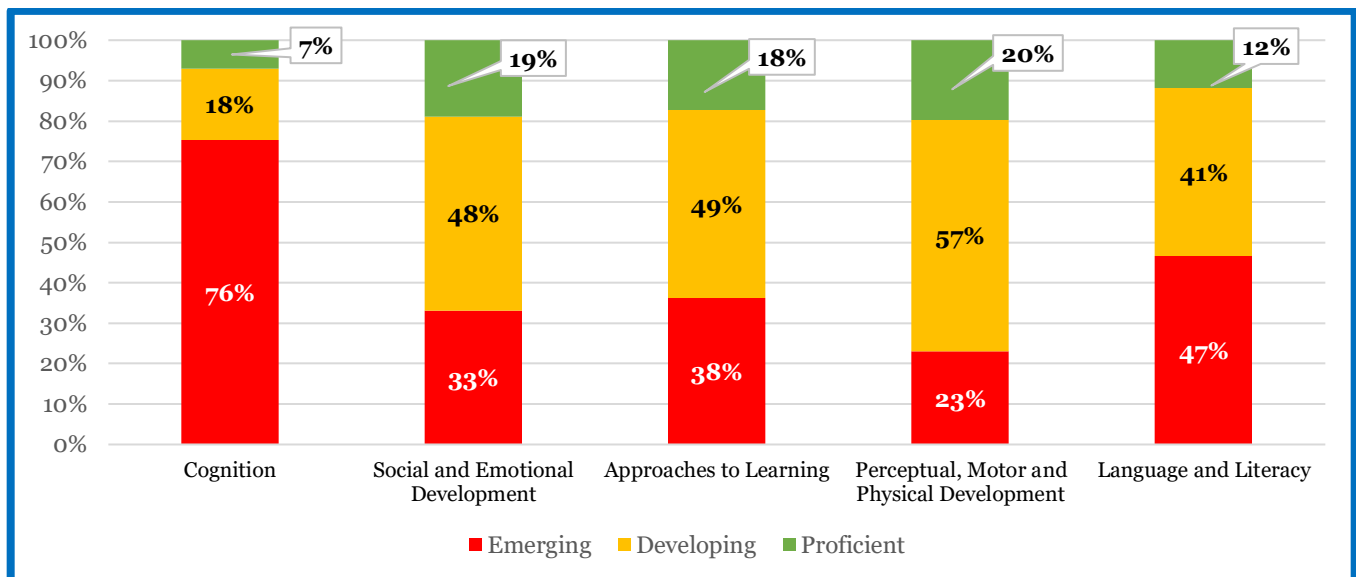 100%
90%
80%
70%
60%
50%
40%
30%
20%
10%
0%
7%
18%
76%
19%
48%
33%
18%
49%
38%
20%
57%
23%
12%
41%
47%
Cognition
Social and Emotional
Development
Approaches to Learning
Perceptual, Motor and
Physical Development
Language and Literacy
Emerging
Developing
Proficient